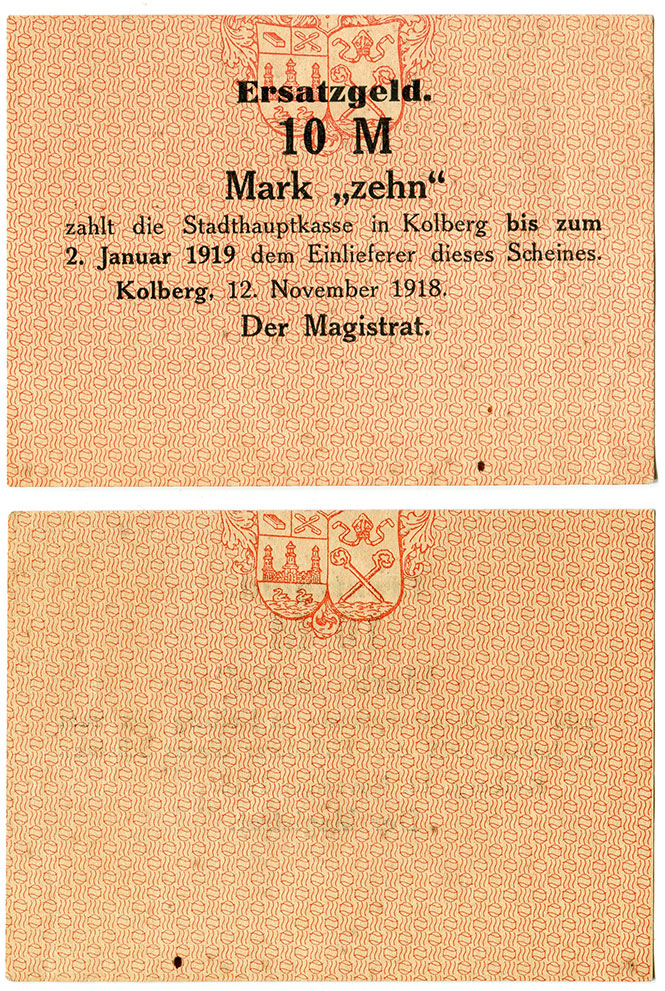 Ersatzgeld.
10 M
Mark „zehn“
zahlt die Stadthauptkasse in Kolberg bis zum
2. Januar 1919 dem Einlieferer dieses Scheines.
Kolberg, 12. November 1918.
Der Magistrat.